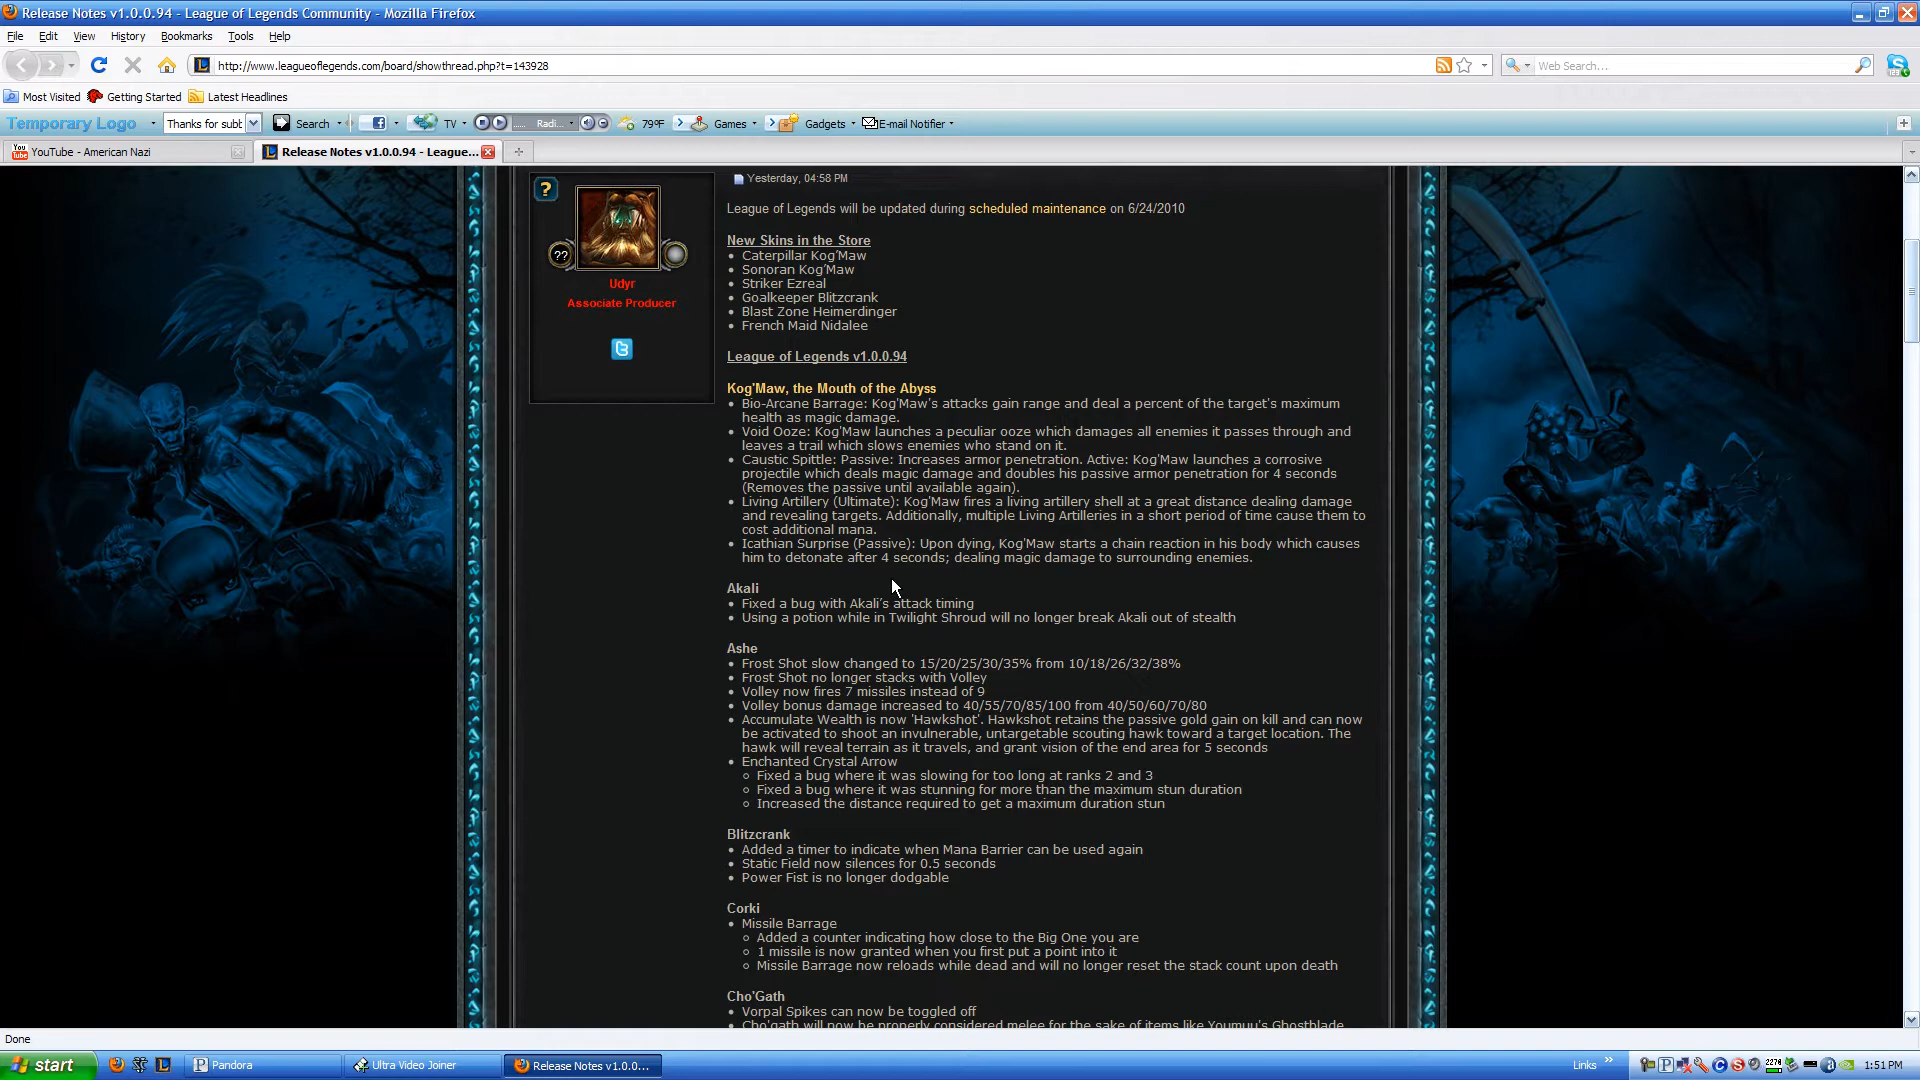 Release Notes v1.0.0.94 - League of Legends Community - Mozilla Firefox
File Edit View History Bookmarks Tools Help
http://www.leagueoflegends.com/board/showthread.php?t=143928
Web Search...
Most Visited Getting Started Latest Headlines
Temporary Logo Thanks for subt Search TV Radi... 79°F Games Gadgets E-mail Notifier
YouTube - American Nazi
Release Notes v1.0.0.94 - League...
Yesterday, 04:58 PM
League of Legends will be updated during scheduled maintenance on 6/24/2010
??
Udyr
Associate Producer
New Skins in the Store
• Caterpillar Kog'Maw
• Sonoran Kog'Maw
• Striker Ezreal
• Goalkeeper Blitzcrank
• Blast Zone Heimerdinger
• French Maid Nidalee
League of Legends v1.0.0.94
Kog'Maw, the Mouth of the Abyss
• Bio-Arcane Barrage: Kog'Maw's attacks gain range and deal a percent of the target's maximum
health as magic damage.
• Void Ooze: Kog'Maw launches a peculiar ooze which damages all enemies it passes through and
leaves a trail which slows enemies who stand on it.
• Caustic Spittle: Passive: Increases armor penetration. Active: Kog'Maw launches a corrosive
projectile which deals magic damage and doubles his passive armor penetration for 4 seconds
(Removes the passive until available again).
• Living Artillery (Ultimate): Kog'Maw fires a living artillery shell at a great distance dealing damage
and revealing targets. Additionally, multiple Living Artilleries in a short period of time cause them to
cost additional mana.
• Icathian Surprise (Passive): Upon dying, Kog'Maw starts a chain reaction in his body which causes
him to detonate after 4 seconds; dealing magic damage to surrounding enemies.
Akali
• Fixed a bug with Akali's attack timing
• Using a potion while in Twilight Shroud will no longer break Akali out of stealth
Ashe
• Frost Shot slow changed to 15/20/25/30/35% from 10/18/26/32/38%
• Frost Shot no longer stacks with Volley
• Volley now fires 7 missiles instead of 9
• Volley bonus damage increased to 40/55/70/85/100 from 40/50/60/70/80
• Accumulate Wealth is now 'Hawkshot'. Hawkshot retains the passive gold gain on kill and can now
be activated to shoot an invulnerable, untargetable scouting hawk toward a target location. The
hawk will reveal terrain as it travels, and grant vision of the end area for 5 seconds
• Enchanted Crystal Arrow
○ Fixed a bug where it was slowing for too long at ranks 2 and 3
○ Fixed a bug where it was stunning for more than the maximum stun duration
○ Increased the distance required to get a maximum duration stun
Blitzcrank
• Added a timer to indicate when Mana Barrier can be used again
• Static Field now silences for 0.5 seconds
• Power Fist is no longer dodgable
Corki
• Missile Barrage
○ Added a counter indicating how close to the Big One you are
○ 1 missile is now granted when you first put a point into it
○ Missile Barrage now reloads while dead and will no longer reset the stack count upon death
Cho'Gath
• Vorpal Spikes can now be toggled off
• Cho'gath will now be properly considered melee for the sake of items like Youmuu's Ghostblade
Done
start Pandora Ultra Video Joiner Release Notes v1.0.0... Links 1:51 PM